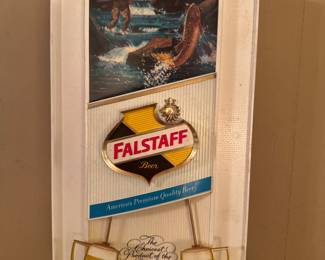 FALSTAFF
Beer
America's Premium Quality Beer
The
Choicest
Product of the